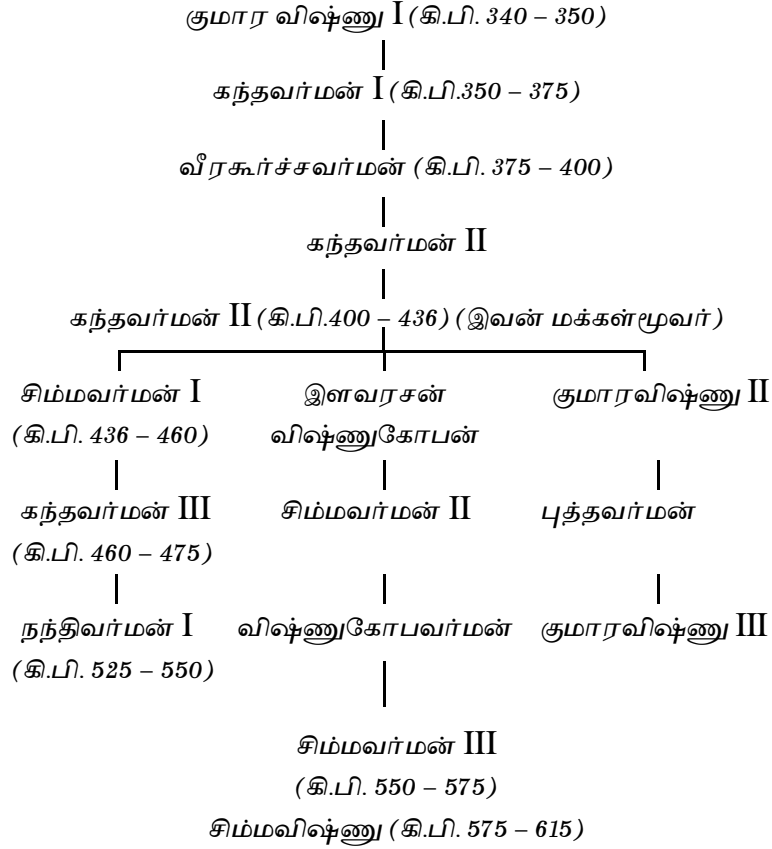 குமார விஷ்ணு I (கி.பி. 340 – 350)
கந்தவர்மன் I (கி.பி.350 – 375)
வீரகூர்ச்சவர்மன் (கி.பி. 375 – 400)
கந்தவர்மன் II
கந்தவர்மன் II (கி.பி.400 – 436) (இவன் மக்கள்மூவர்)
சிம்மவர்மன் I இளவரசன் குமாரவிஷ்ணு II
(கி.பி. 436 – 460) விஷ்ணுகோபன்
கந்தவர்மன் III சிம்மவர்மன் II புத்தவர்மன்
(கி.பி. 460 – 475)
நந்திவர்மன் I விஷ்ணுகோபவர்மன் குமாரவிஷ்ணு III
(கி.பி. 525 – 550)
சிம்மவர்மன் III
(கி.பி. 550 – 575)
சிம்மவிஷ்ணு (கி.பி. 575 – 615)